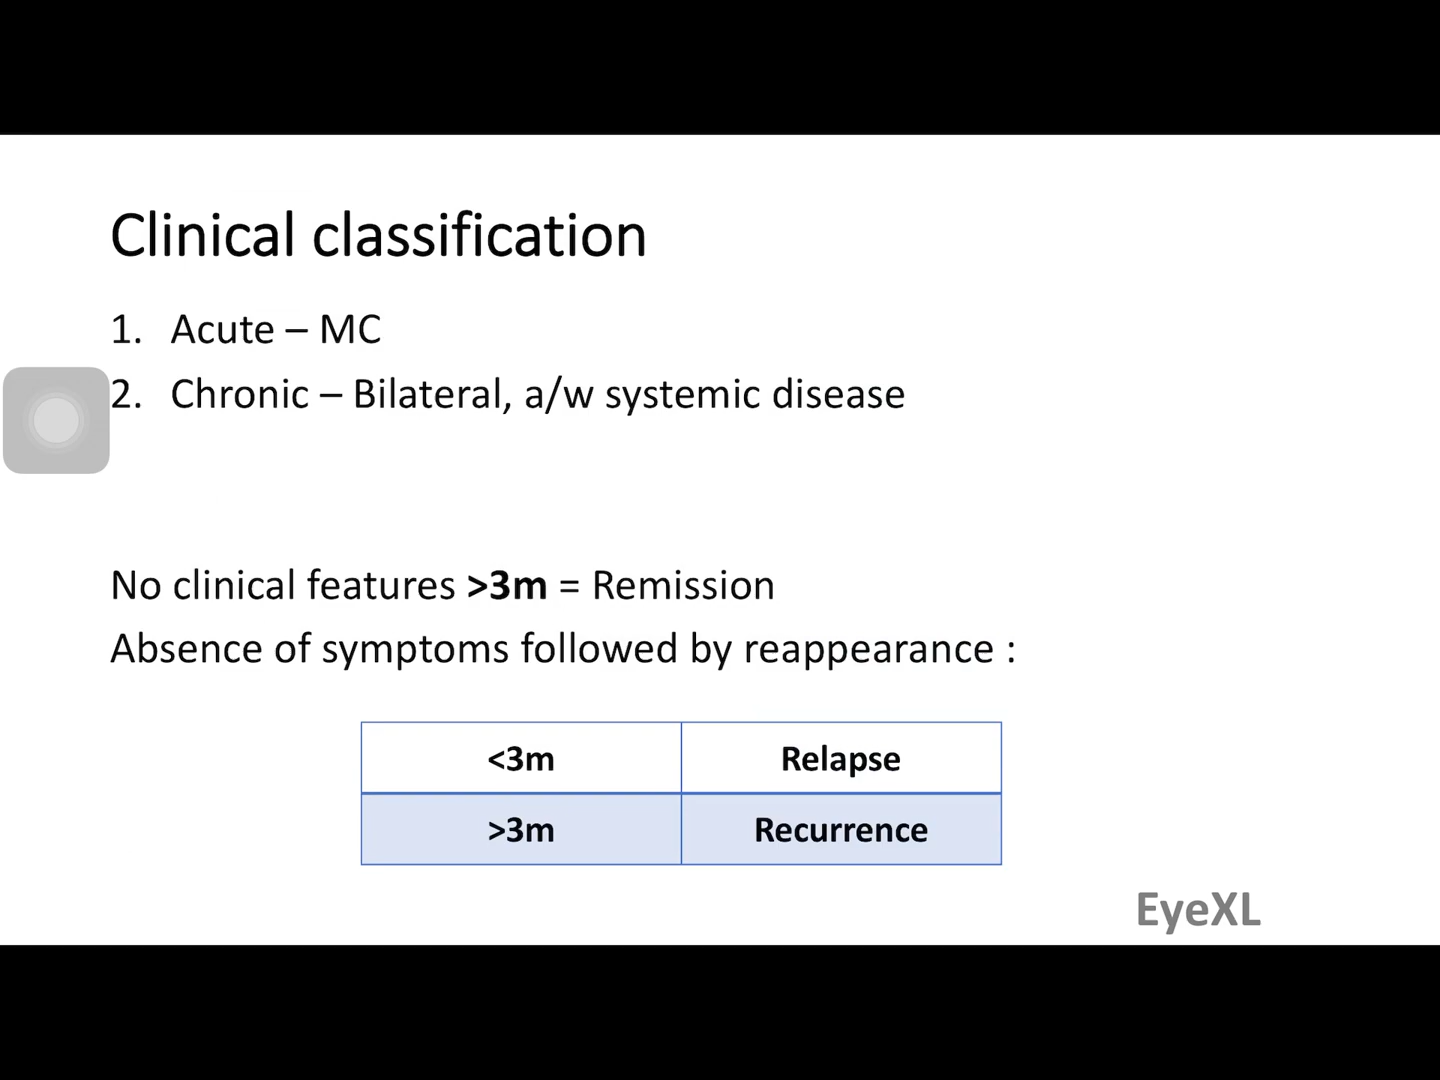 Clinical classification
1. Acute – MC
2. Chronic – Bilateral, a/w systemic disease
No clinical features >3m = Remission
Absence of symptoms followed by reappearance :
<3m Relapse
>3m Recurrence
EyeXL